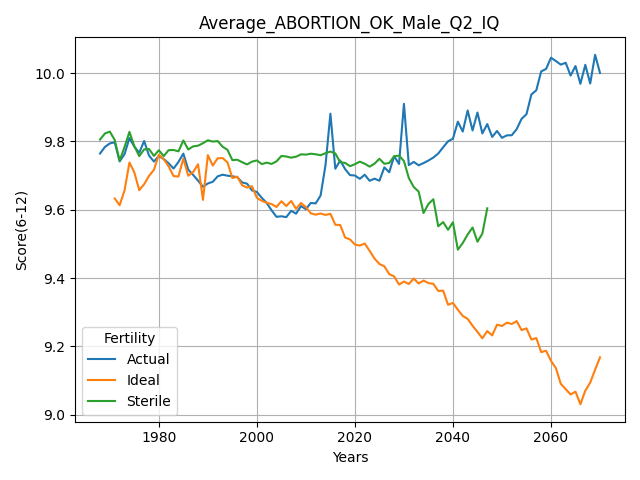 Average_ABORTION_OK_Male_Q2_IQ
Score(6-12)
10.0
9.8
9.6
9.4
9.2
9.0
Fertility
Actual
Ideal
Sterile
1980
2000
2020
2040
2060
Years